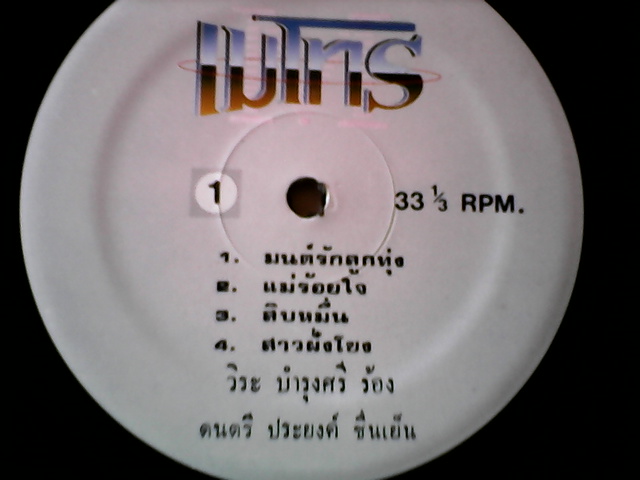 เมโทร
1
33 1/3 RPM.
1. มนต์รักลูกทุ่ง
2. แม่ร้อยใจ
3. สิบหมื่น
4. สาวผักโขง
วิระ บำรุงศรี ร้อง
ดนตรี ประยงค์ ชื่นเย็น